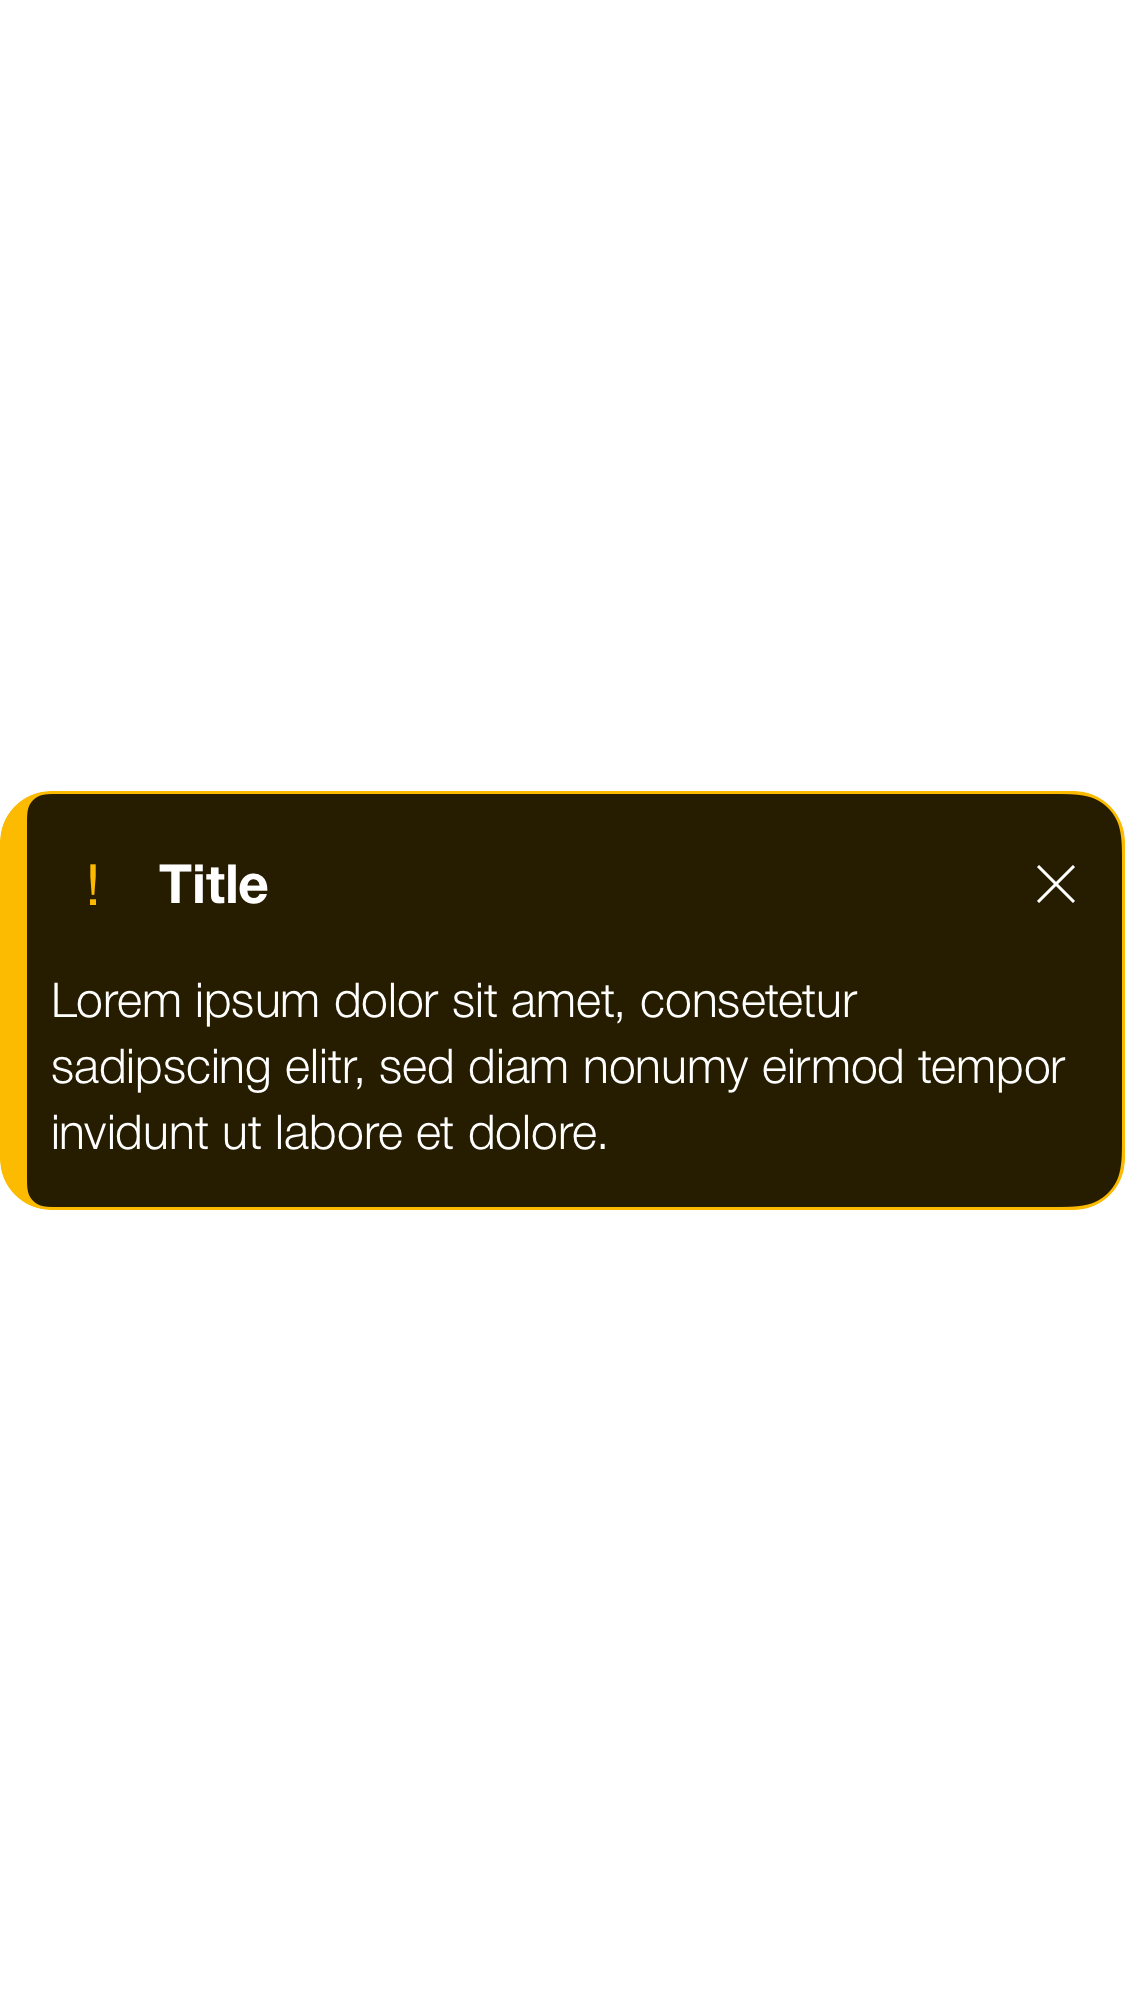 ! Title
Lorem ipsum dolor sit amet, consetetur
sadipscing elitr, sed diam nonumy eirmod tempor
invidunt ut labore et dolore.